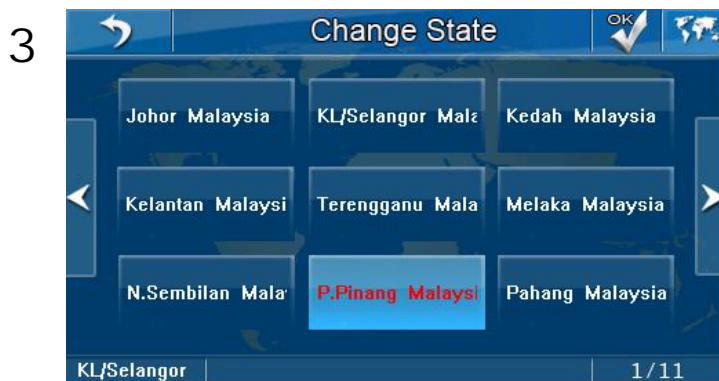 3
Change State
OK
Johor Malaysia
KL/Selangor Mala
Kedah Malaysia
Kelantan Malaysi
Terengganu Mala
Melaka Malaysia
N.Sembilan Mala
P.Pinang Malaysi
Pahang Malaysia
KL/Selangor
1/11